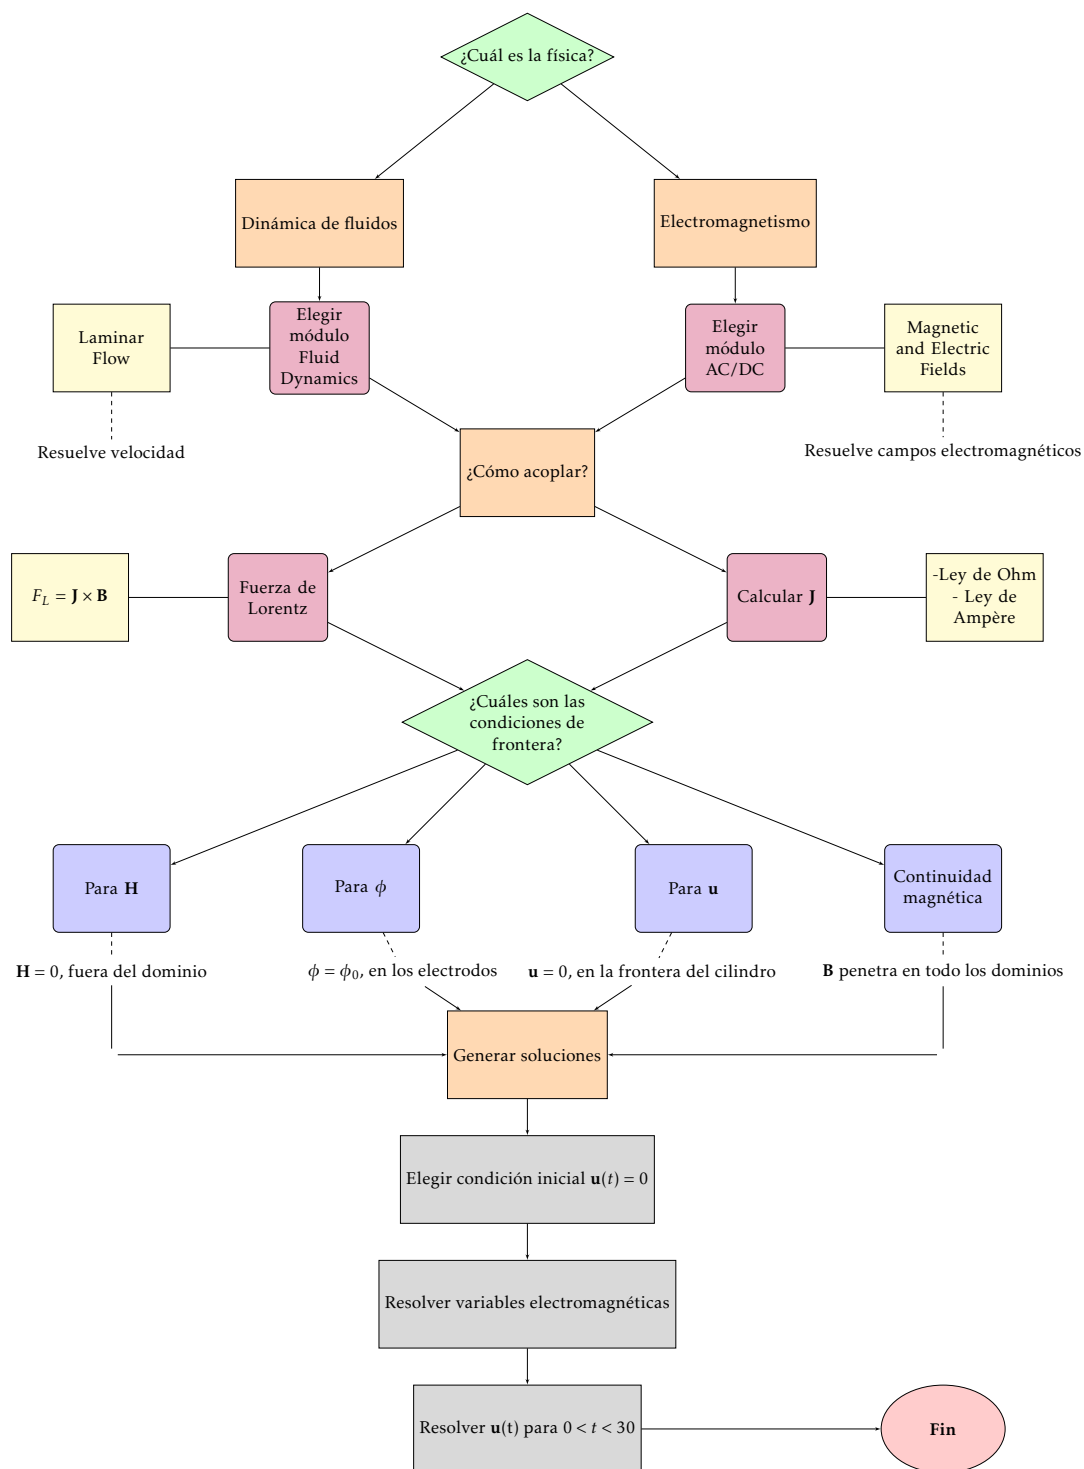 ¿Cuál es la física?
Dinámica de fluidos
Electromagnetismo
Laminar
Flow
Elegir
módulo
Fluid
Dynamics
Elegir
módulo
AC/DC
Magnetic
and Electric
Fields
Resuelve velocidad
¿Cómo acoplar?
Resuelve campos electromagnéticos
F_L = J × B
Fuerza de
Lorentz
Calcular J
-Ley de Ohm
- Ley de
Ampère
¿Cuáles son las
condiciones de
frontera?
Para H
Para ϕ
Para u
Continuidad
magnética
H = 0, fuera del dominio
ϕ = ϕ₀, en los electrodos
u = 0, en la frontera del cilindro
B penetra en todo los dominios
Generar soluciones
Elegir condición inicial u(t) = 0
Resolver variables electromagnéticas
Resolver u(t) para 0 < t < 30
Fin